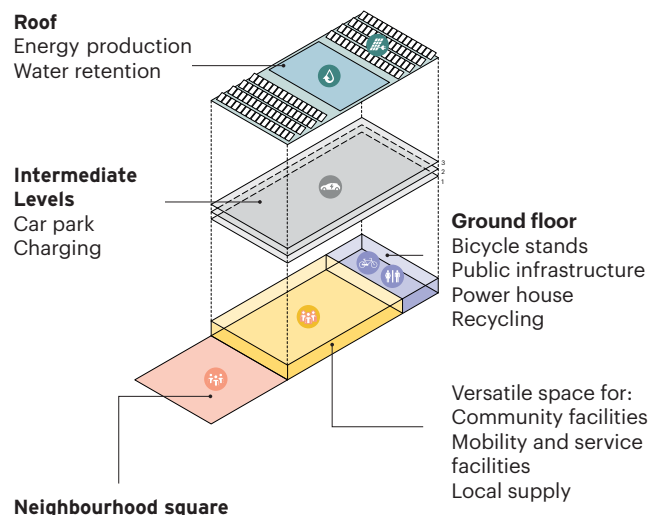 Roof
Energy production
Water retention
Intermediate
Levels
Car park
Charging
3
2
1
Ground floor
Bicycle stands
Public infrastructure
Power house
Recycling
Versatile space for:
Community facilities
Mobility and service
facilities
Local supply
Neighbourhood square